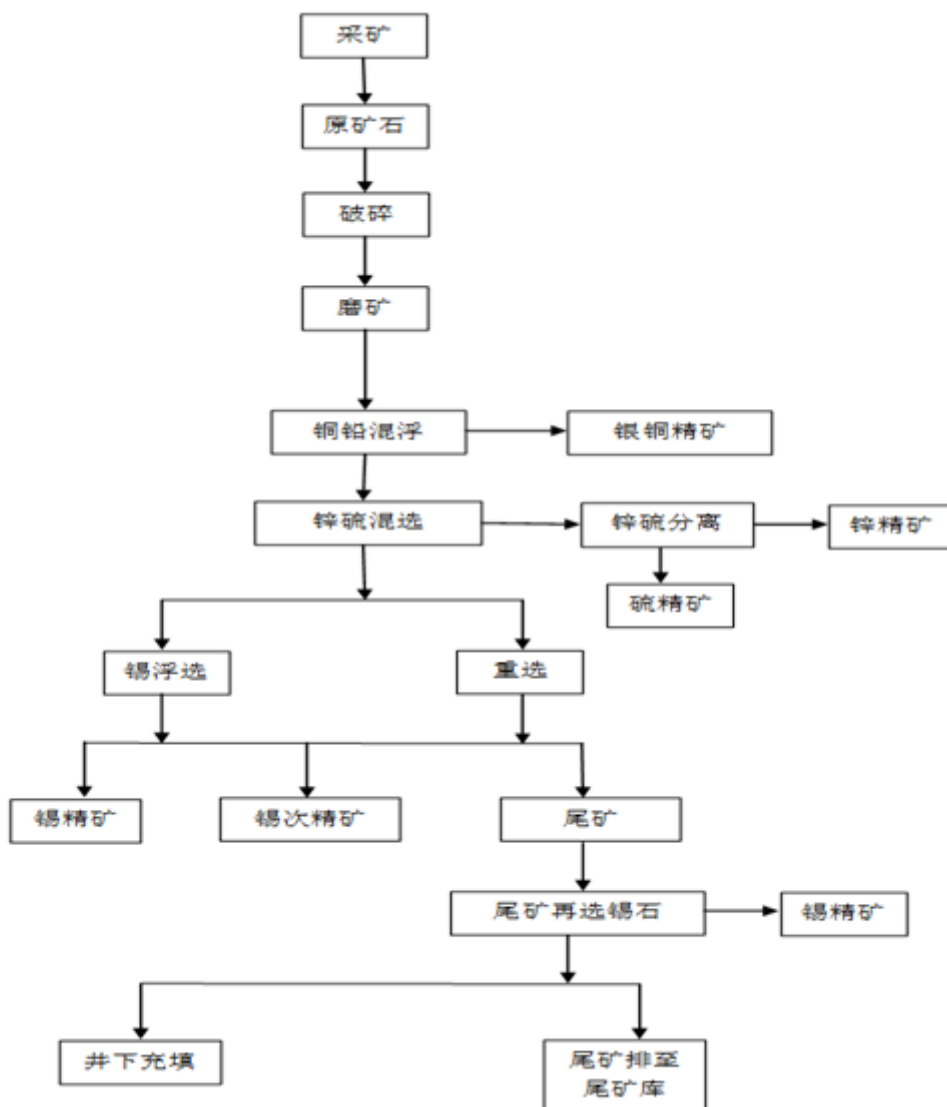 采矿
原矿石
破碎
磨矿
铜铅混浮
银铜精矿
锌硫混选
锌硫分离
锌精矿
硫精矿
锡浮选
重选
锡精矿
锡次精矿
尾矿
尾矿再选锡石
锡精矿
井下充填
尾矿排至
尾矿库